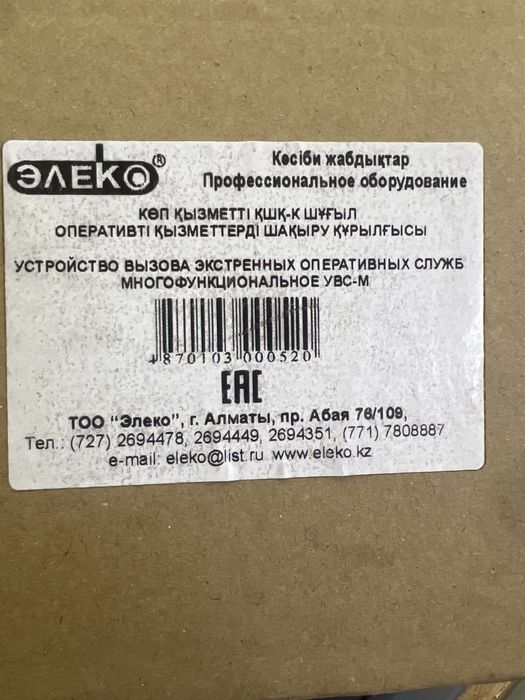 ЭЛЕКО®
Кәсіби жабдықтар
Профессиональное оборудование
КӨП ҚЫЗМЕТТІ ҚШҚ-К ШҰҒЫЛ
ОПЕРАТИВТІ ҚЫЗМЕТТЕРДІ ШАҚЫРУ ҚҰРЫЛҒЫСЫ
УСТРОЙСТВО ВЫЗОВА ЭКСТРЕННЫХ ОПЕРАТИВНЫХ СЛУЖБ
МНОГОФУНКЦИОНАЛЬНОЕ УВС-М
4870103000520
ЕАС
ТОО "Элеко", г. Алматы, пр. Абая 76/109,
Тел.: (727) 2694478, 2694449, 2694351, (771) 7808887
e-mail: eleko@list.ru www.eleko.kz